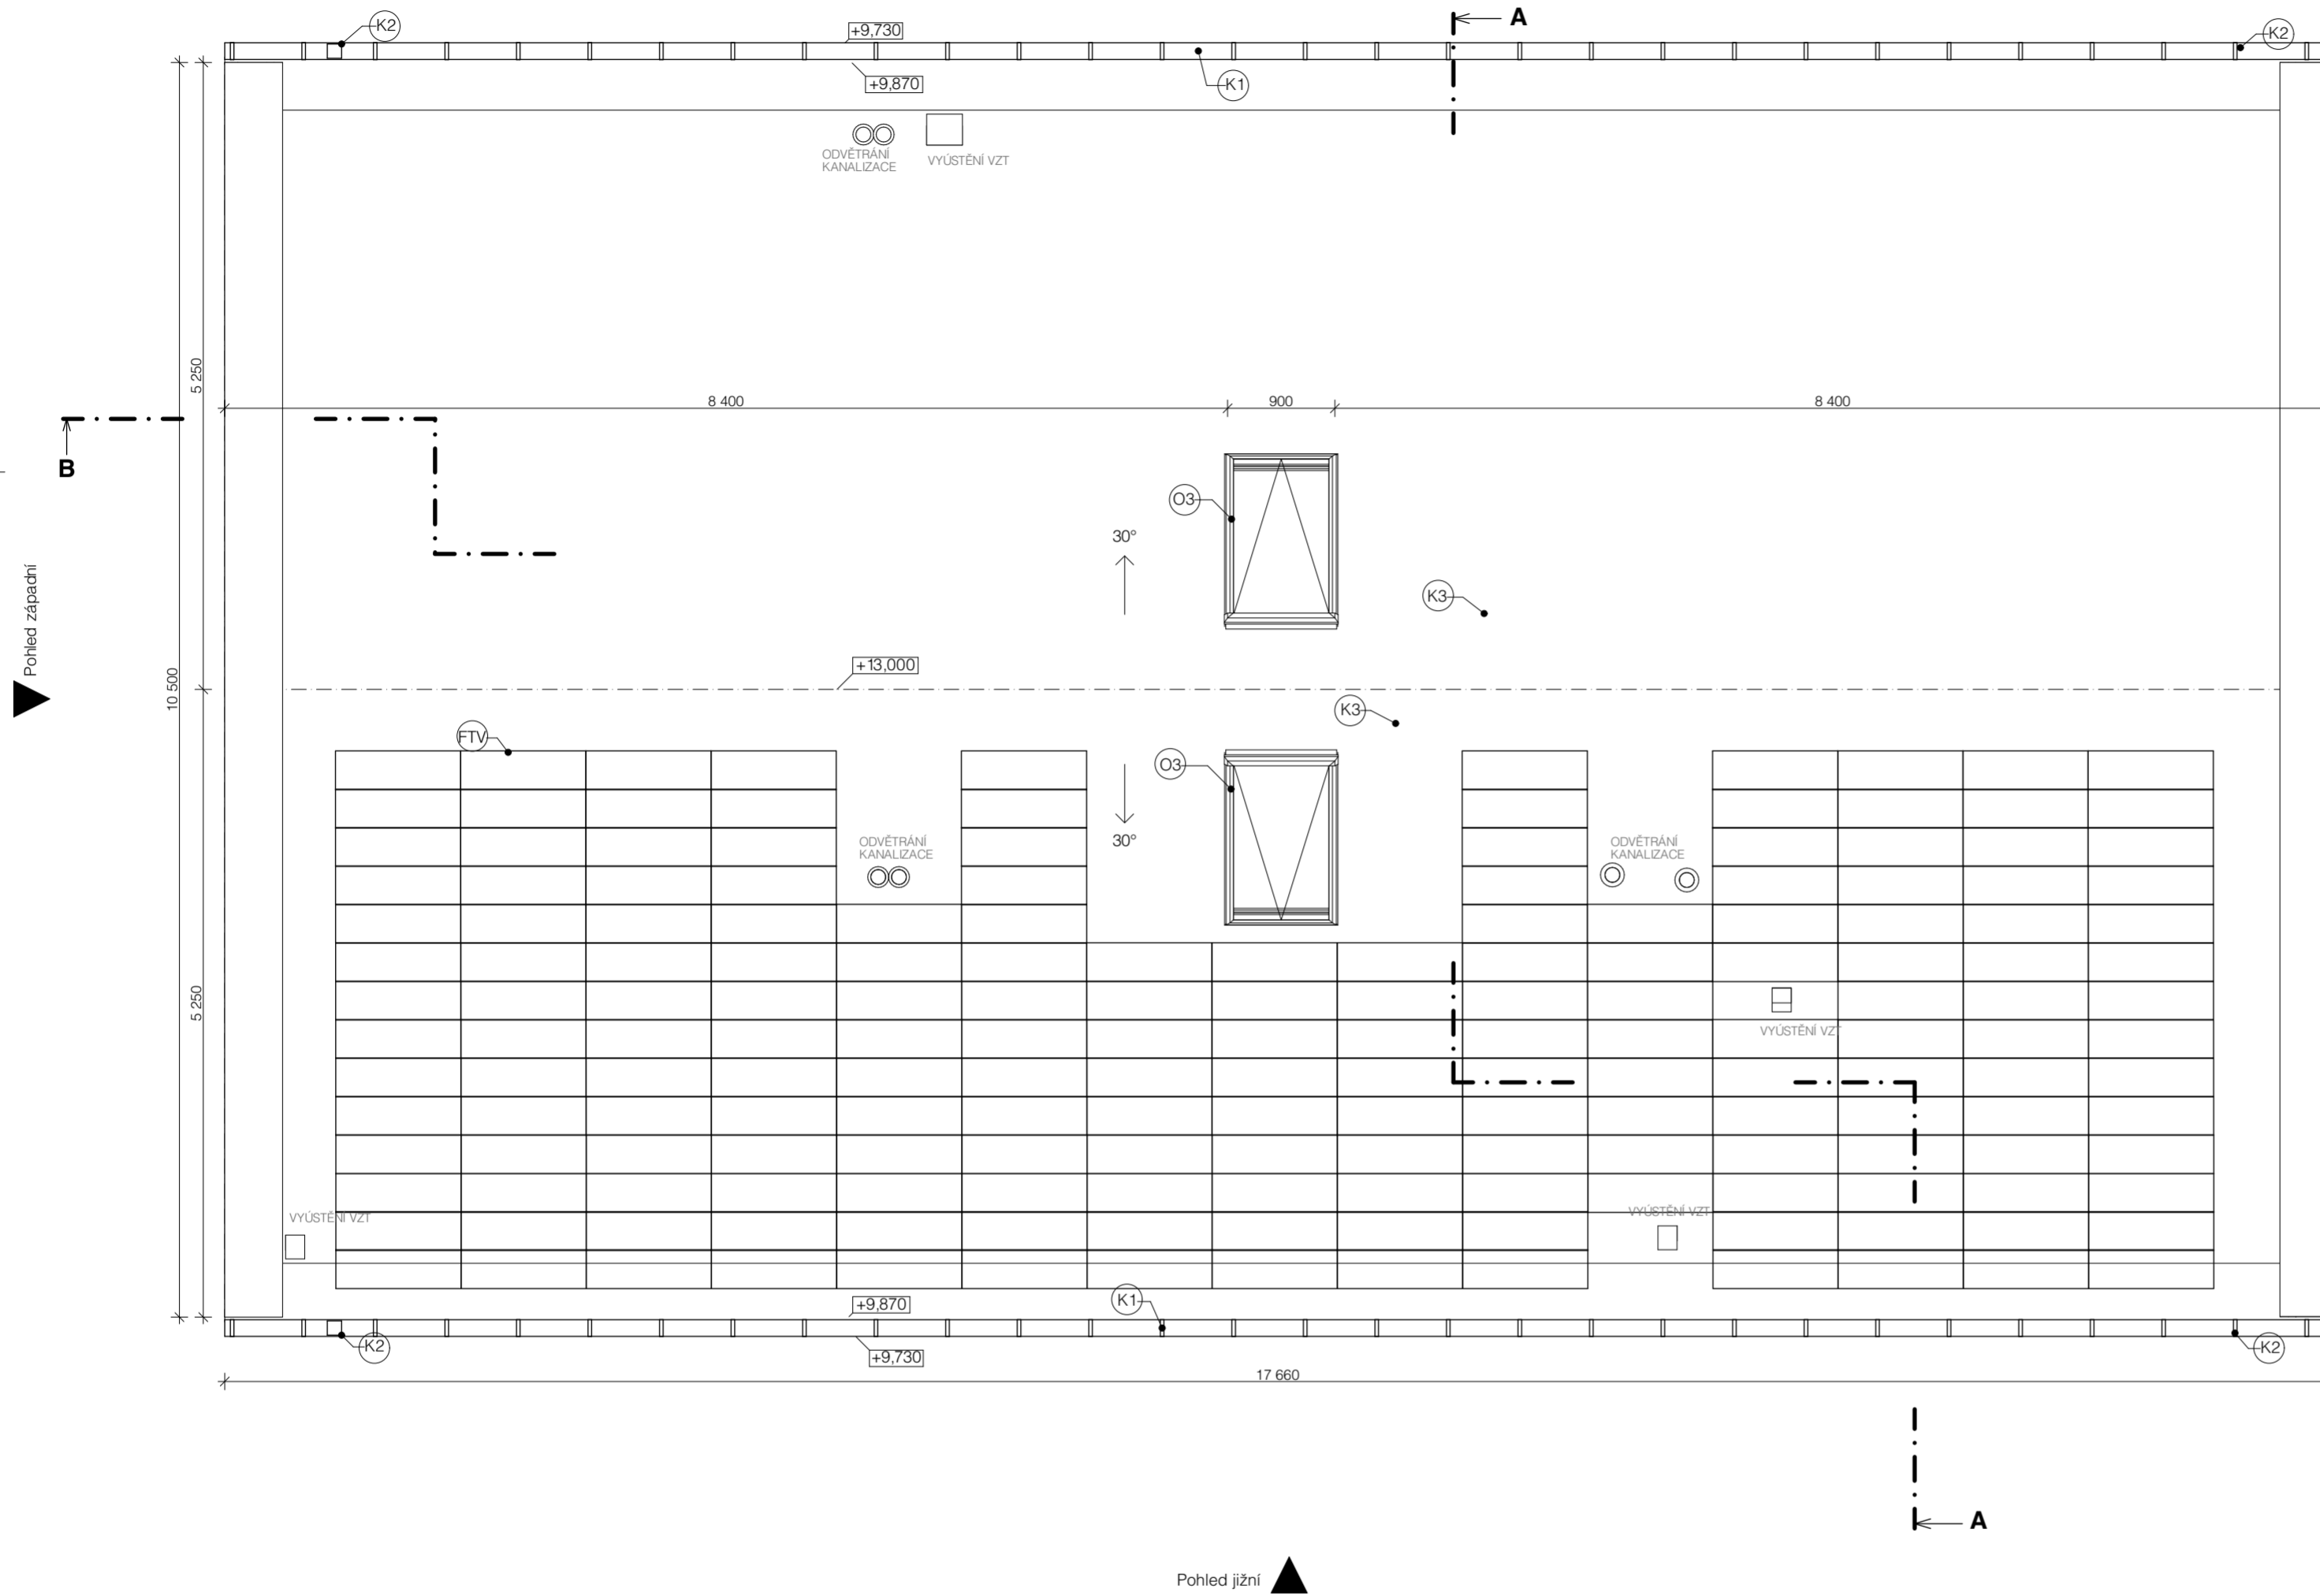 A
K2
+9,730
K2
+9,870
K1
ODVĚTRÁNÍ
KANALIZACE
VYÚSTĚNÍ VZT
5 250
8 400
900
8 400
B
O3
30°
K3
Pohled západní
10 500
+13,000
K3
FTV
O3
30°
ODVĚTRÁNÍ
KANALIZACE
ODVĚTRÁNÍ
KANALIZACE
5 250
VYÚSTĚNÍ VZT
VYÚSTĚNÍ VZT
VYÚSTĚNÍ VZT
+9,870
K1
K2
+9,730
K2
17 660
A
Pohled jižní